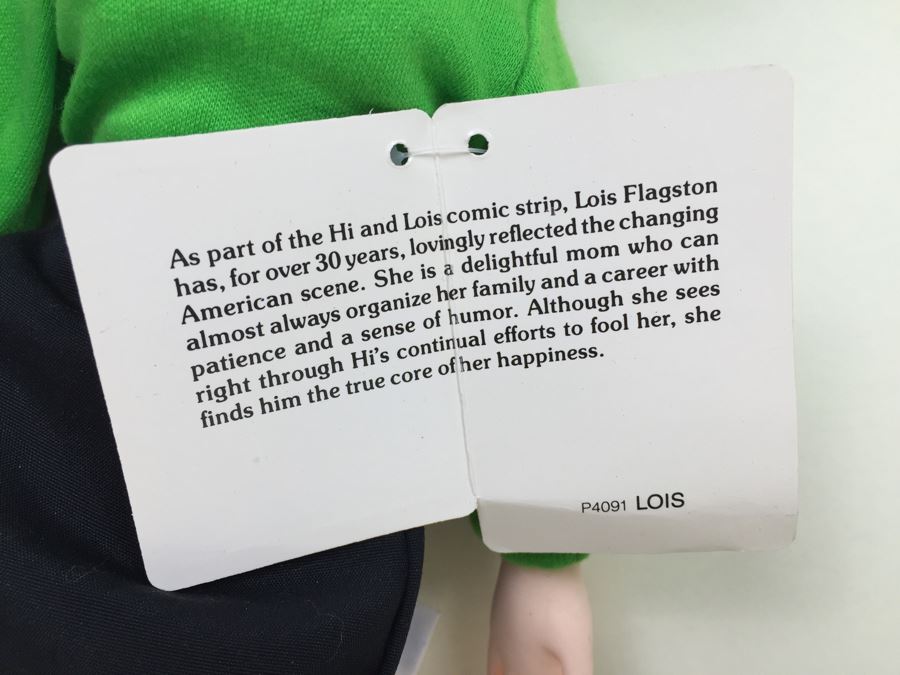 As part of the Hi and Lois comic strip, Lois Flagston
has, for over 30 years, lovingly reflected the changing
American scene. She is a delightful mom who can
almost always organize her family and a career with
patience and a sense of humor. Although she sees
right through Hi's continual efforts to fool her, she
finds him the true core of her happiness.
P4091 LOIS